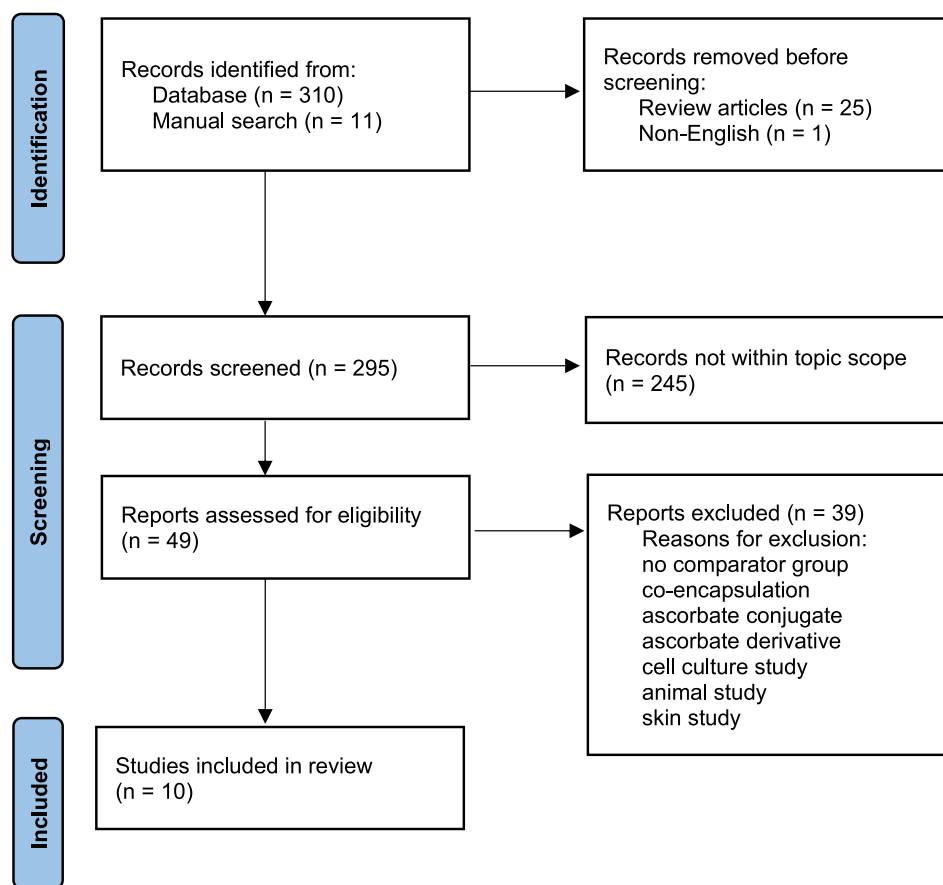 Identification
Records identified from:
Database (n = 310)
Manual search (n = 11)
Records removed before
screening:
Review articles (n = 25)
Non-English (n = 1)
Screening
Records screened (n = 295)
Records not within topic scope
(n = 245)
Reports assessed for eligibility
(n = 49)
Reports excluded (n = 39)
Reasons for exclusion:
no comparator group
co-encapsulation
ascorbate conjugate
ascorbate derivative
cell culture study
animal study
skin study
Included
Studies included in review
(n = 10)